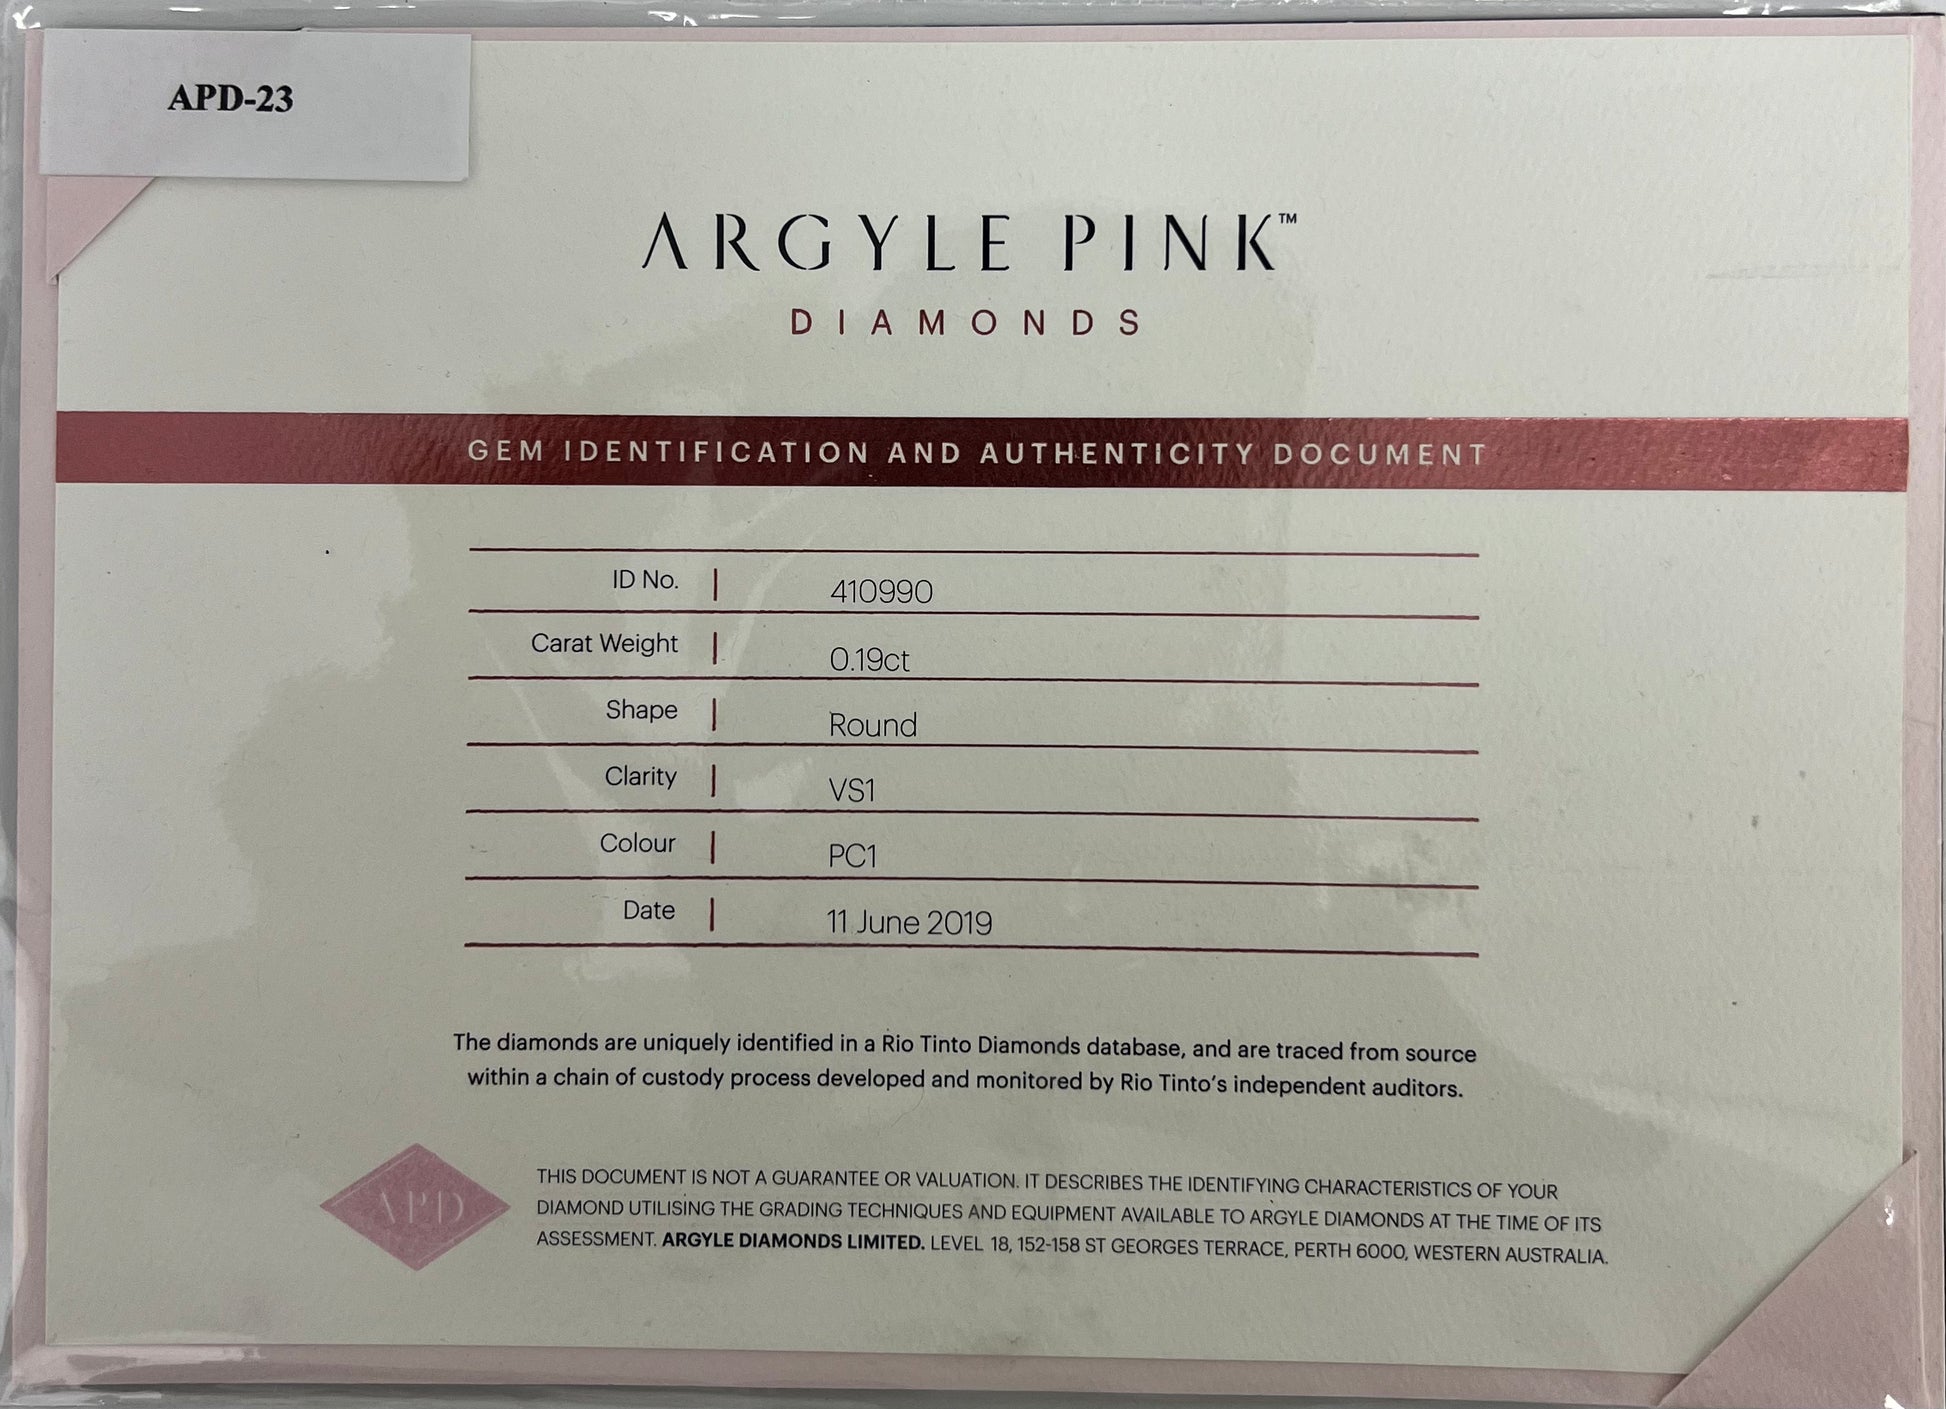 APD-23
ARGYLE PINK™
DIAMONDS
GEM IDENTIFICATION AND AUTHENTICITY DOCUMENT
ID No. | 410990
Carat Weight | 0.19ct
Shape | Round
Clarity | VS1
Colour | PC1
Date | 11 June 2019
The diamonds are uniquely identified in a Rio Tinto Diamonds database, and are traced from source
within a chain of custody process developed and monitored by Rio Tinto's independent auditors.
APD
THIS DOCUMENT IS NOT A GUARANTEE OR VALUATION. IT DESCRIBES THE IDENTIFYING CHARACTERISTICS OF YOUR
DIAMOND UTILISING THE GRADING TECHNIQUES AND EQUIPMENT AVAILABLE TO ARGYLE DIAMONDS AT THE TIME OF ITS
ASSESSMENT. ARGYLE DIAMONDS LIMITED. LEVEL 18, 152-158 ST GEORGES TERRACE, PERTH 6000, WESTERN AUSTRALIA.